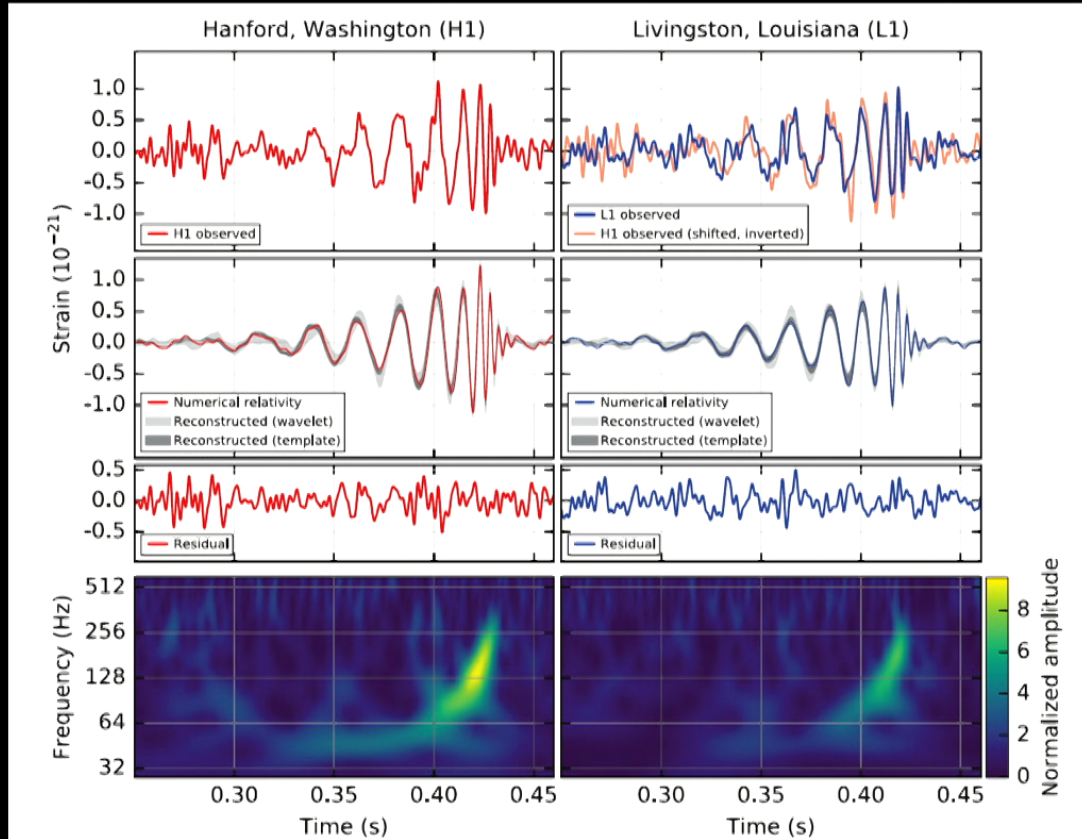 Hanford, Washington (H1)
Livingston, Louisiana (L1)
Strain (10⁻²¹)
1.0
0.5
0.0
-0.5
-1.0
H1 observed
L1 observed
H1 observed (shifted, inverted)
1.0
0.5
0.0
-0.5
-1.0
Numerical relativity
Reconstructed (wavelet)
Reconstructed (template)
Numerical relativity
Reconstructed (wavelet)
Reconstructed (template)
0.5
0.0
-0.5
Residual
Residual
Frequency (Hz)
512
256
128
64
32
0.30 0.35 0.40 0.45
Time (s)
0.30 0.35 0.40 0.45
Time (s)
8
6
4
2
0
Normalized amplitude